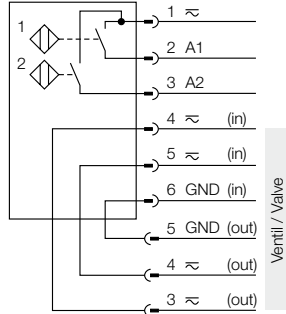 1 ⏦
1
2 A1
2
3 A2
4 ⏦ (in)
5 ⏦ (in)
6 GND (in)
5 GND (out)
4 ⏦ (out)
3 ⏦ (out)
Ventil / Valve